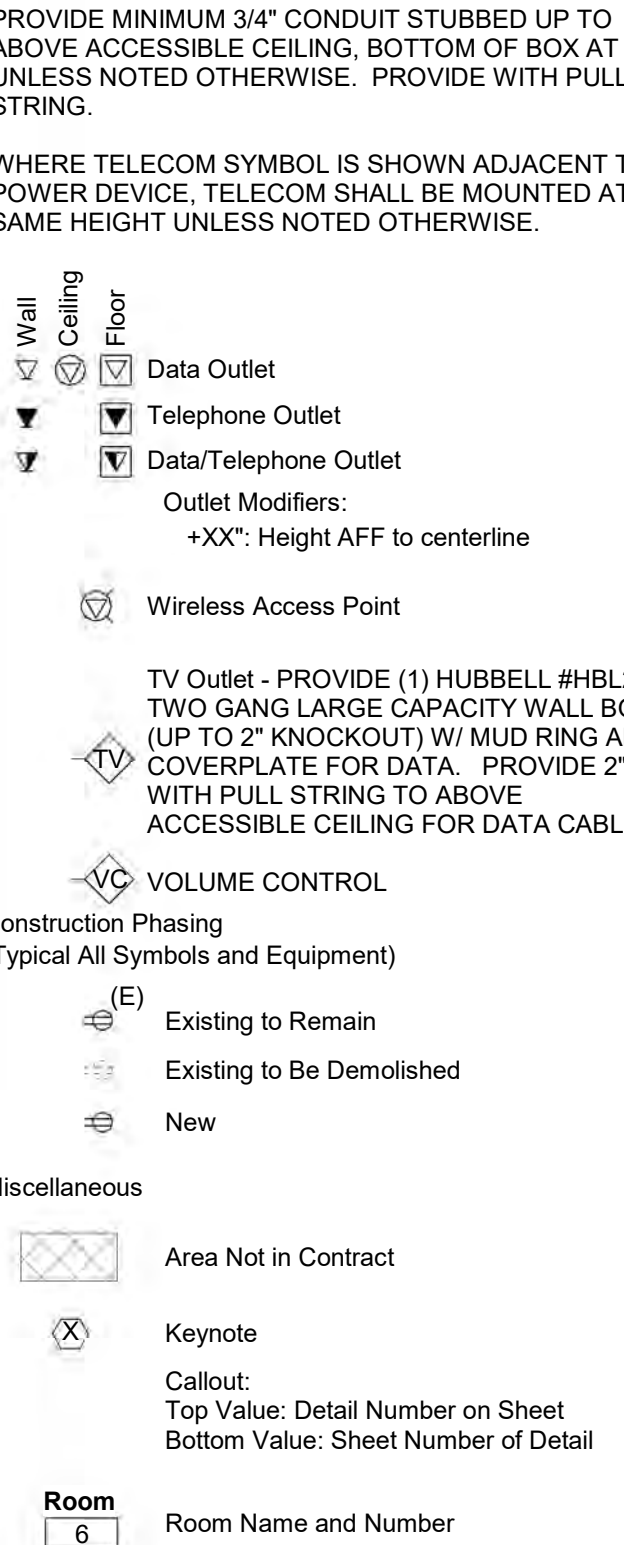 PROVIDE MINIMUM 3/4" CONDUIT STUBBED UP TO
ABOVE ACCESSIBLE CEILING, BOTTOM OF BOX AT
UNLESS NOTED OTHERWISE. PROVIDE WITH PULL
STRING.
WHERE TELECOM SYMBOL IS SHOWN ADJACENT T
POWER DEVICE, TELECOM SHALL BE MOUNTED AT
SAME HEIGHT UNLESS NOTED OTHERWISE.
Wall Ceiling Floor
Data Outlet
Telephone Outlet
Data/Telephone Outlet
Outlet Modifiers:
+XX": Height AFF to centerline
Wireless Access Point
TV Outlet - PROVIDE (1) HUBBELL #HBL
TWO GANG LARGE CAPACITY WALL BO
(UP TO 2" KNOCKOUT) W/ MUD RING A
TV COVERPLATE FOR DATA. PROVIDE 2"
WITH PULL STRING TO ABOVE
ACCESSIBLE CEILING FOR DATA CABL
VC VOLUME CONTROL
onstruction Phasing
Typical All Symbols and Equipment)
(E)
Existing to Remain
Existing to Be Demolished
New
iscellaneous
Area Not in Contract
X Keynote
Callout:
Top Value: Detail Number on Sheet
Bottom Value: Sheet Number of Detail
Room
6 Room Name and Number